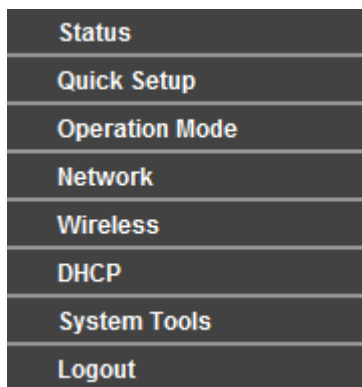 Status
Quick Setup
Operation Mode
Network
Wireless
DHCP
System Tools
Logout